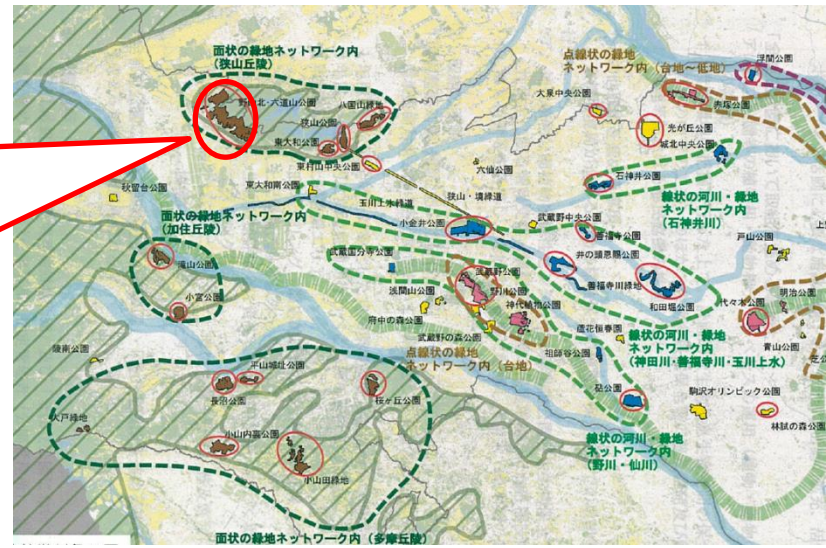 面状の緑地ネットワーク内
(狭山丘陵)
点線状の緑地
ネットワーク内(台地~低地)
浮間公園
大泉中央公園
赤塚公園
野山北・六道山公園
八国山緑地
狭山公園
東大和公園
光が丘公園
城北中央公園
東村山中央公園
六仙公園
石神井公園
秋留台公園
東大和南公園
玉川上水緑道
狭山・境緑道
線状の河川・緑地
ネットワーク内
(石神井川)
面状の緑地ネットワーク内
(加住丘陵)
小金井公園
武蔵野中央公園
善福寺公園
戸山公園
武蔵国分寺公園
井の頭恩賜公園
滝山公園
武蔵野公園
善福寺川緑地
和田堀公園
明治公園
代々木公園
浅間山公園
野川公園
神代植物公園
小宮公園
府中の森公園
蘆花恒春園
線状の河川・緑地
ネットワーク内
(神田川・善福寺川・玉川上水)
青山公園
武蔵野の森公園
陵南公園
点線状の緑地
ネットワーク内(台地)
祖師谷公園
平山城址公園
長沼公園
桜ヶ丘公園
砧公園
駒沢オリンピック公園
大戸緑地
林試の森公園
小山内裏公園
線状の河川・緑地
ネットワーク内
(野川・仙川)
小山田緑地
面状の緑地ネットワーク内(多摩丘陵)